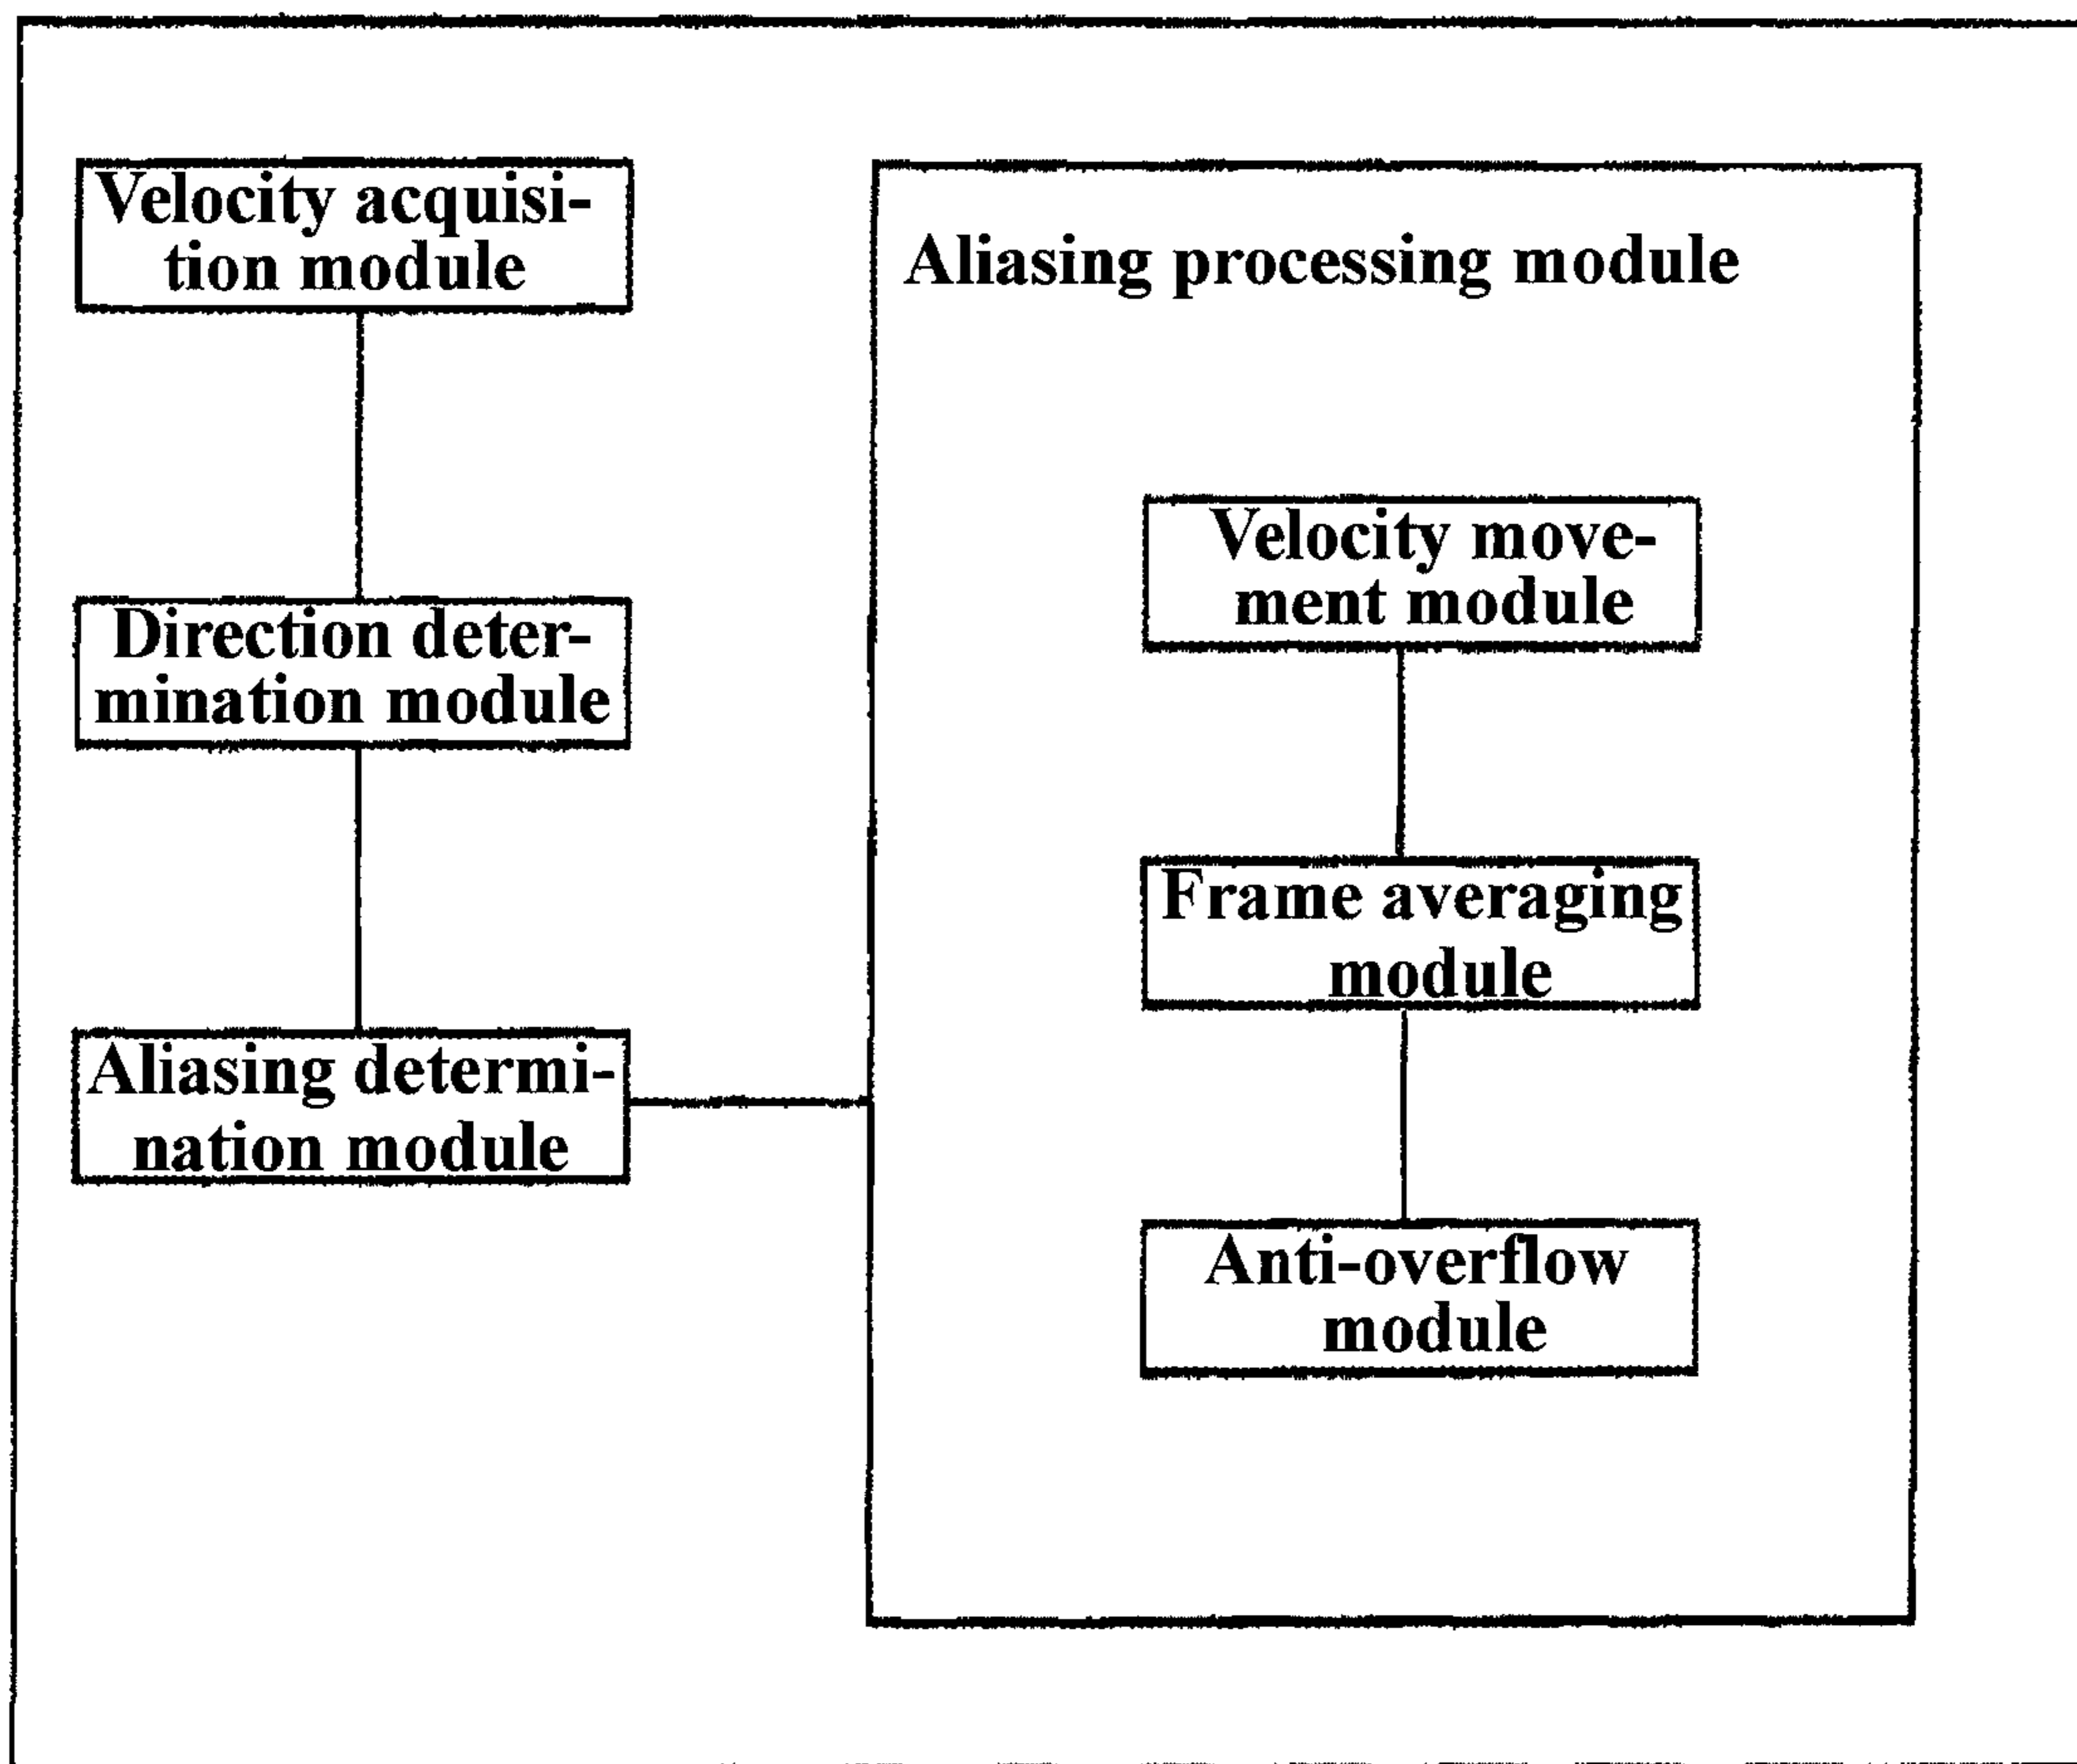 Velocity acquisi-
tion module
Direction deter-
mination module
Aliasing determi-
nation module
Aliasing processing module
Velocity move-
ment module
Frame averaging
module
Anti-overflow
module